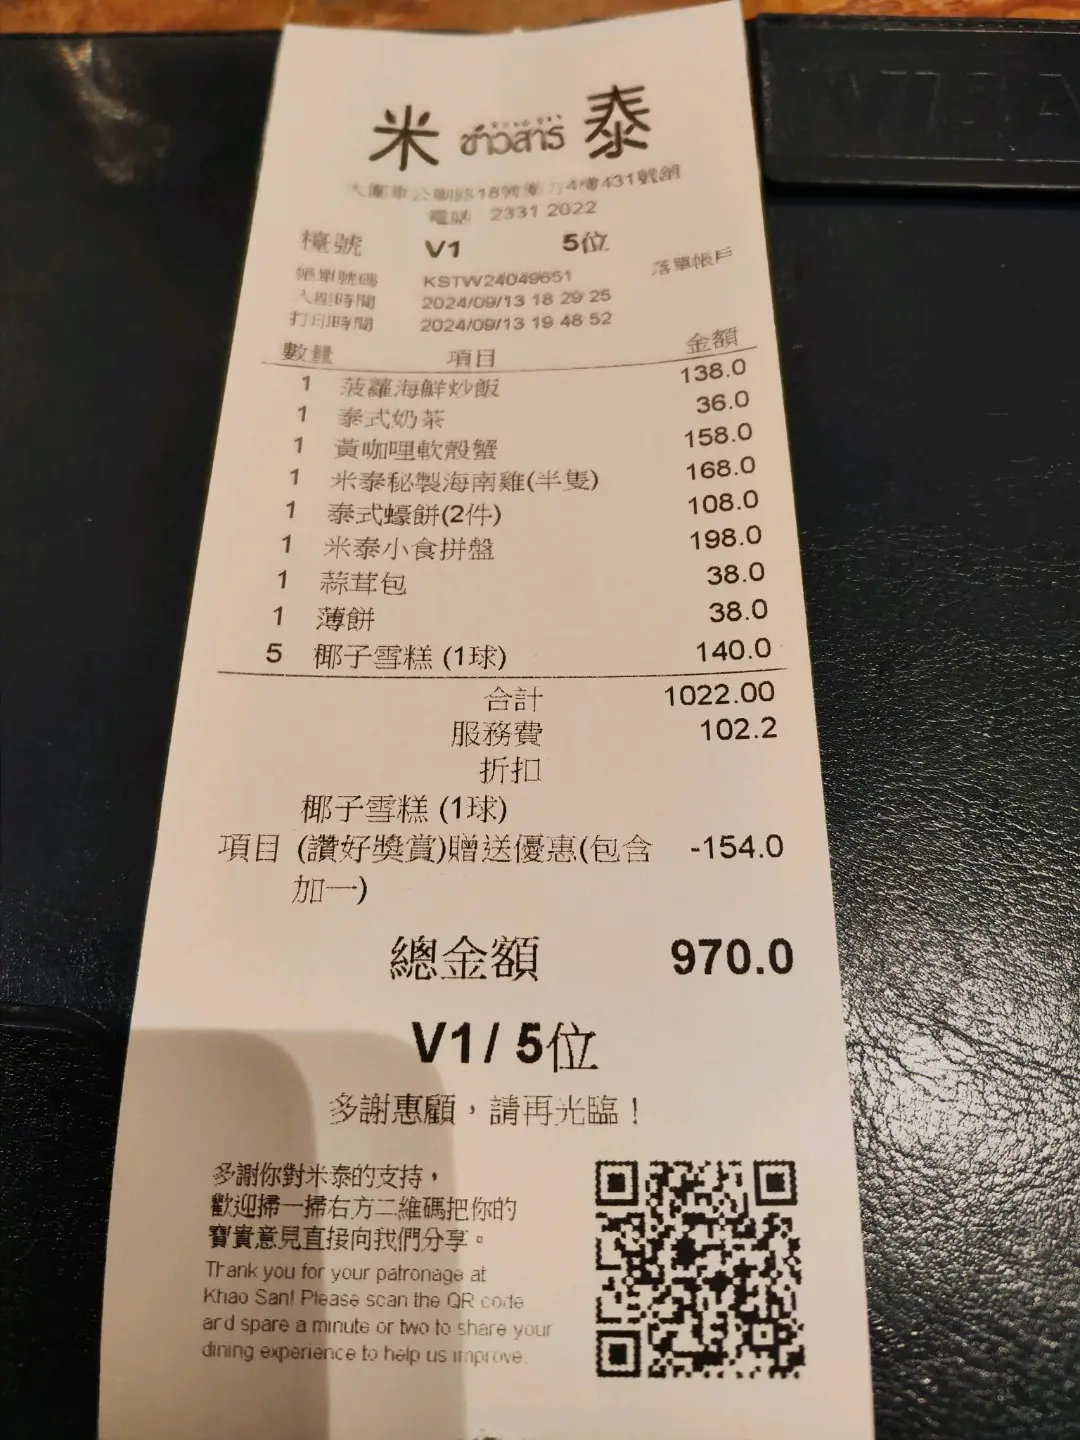 米 ข้าวสาร 泰
電話 2331 2022
檯號 V1 5位
帳單號碼 KSTW24049651 落單帳戶
時間 2024/09/13 18:29:25
打印時間 2024/09/13 19:48:52
數量 項目 金額
1 菠蘿海鮮炒飯 138.0
1 泰式奶茶 36.0
1 黃咖哩軟殼蟹 158.0
1 米泰秘製海南雞(半隻) 168.0
1 泰式蠔餅(2件) 108.0
1 米泰小食拼盤 198.0
1 蒜茸包 38.0
1 薄餅 38.0
5 椰子雪糕 (1球) 140.0
合計 1022.00
服務費 102.2
折扣
椰子雪糕 (1球)
項目 (讚好獎賞)贈送優惠(包含 -154.0
加一)
總金額 970.0
V1 / 5位
多謝惠顧，請再光臨！
多謝你對米泰的支持，
歡迎掃一掃右方二維碼把你的
寶貴意見直接向我們分享。
Thank you for your patronage at
Khao San! Please scan the QR code
and spare a minute or two to share your
dining experience to help us improve.
VISA